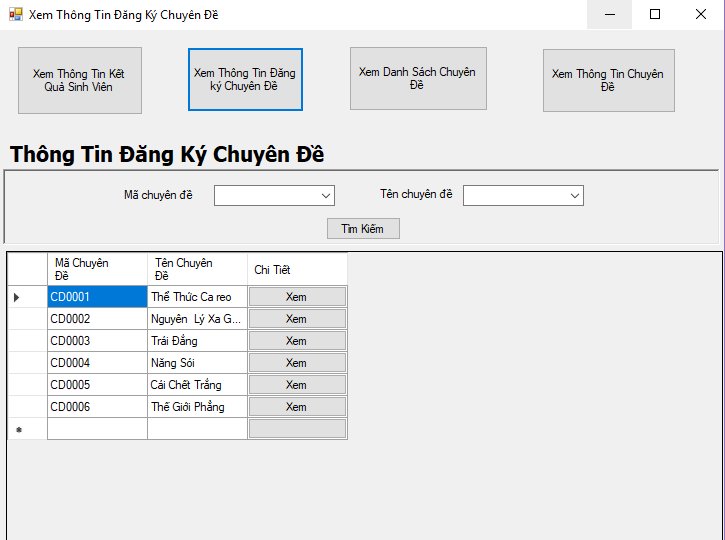 Xem Thông Tin Đăng Ký Chuyên Đề
Xem Thông Tin Kết
Quả Sinh Viên
Xem Thông Tin Đăng
ký Chuyên Đề
Xem Danh Sách Chuyên
Đề
Xem Thông Tin Chuyên
Đề
Thông Tin Đăng Ký Chuyên Đề
Mã chuyên đề
Tên chuyên đề
Tìm Kiếm
Mã Chuyên
Đề
Tên Chuyên
Đề
Chi Tiết
CD0001 Thể Thức Ca reo Xem
CD0002 Nguyên Lý Xa G... Xem
CD0003 Trái Đắng Xem
CD0004 Năng Sói Xem
CD0005 Cái Chết Trắng Xem
CD0006 Thế Giới Phẳng Xem